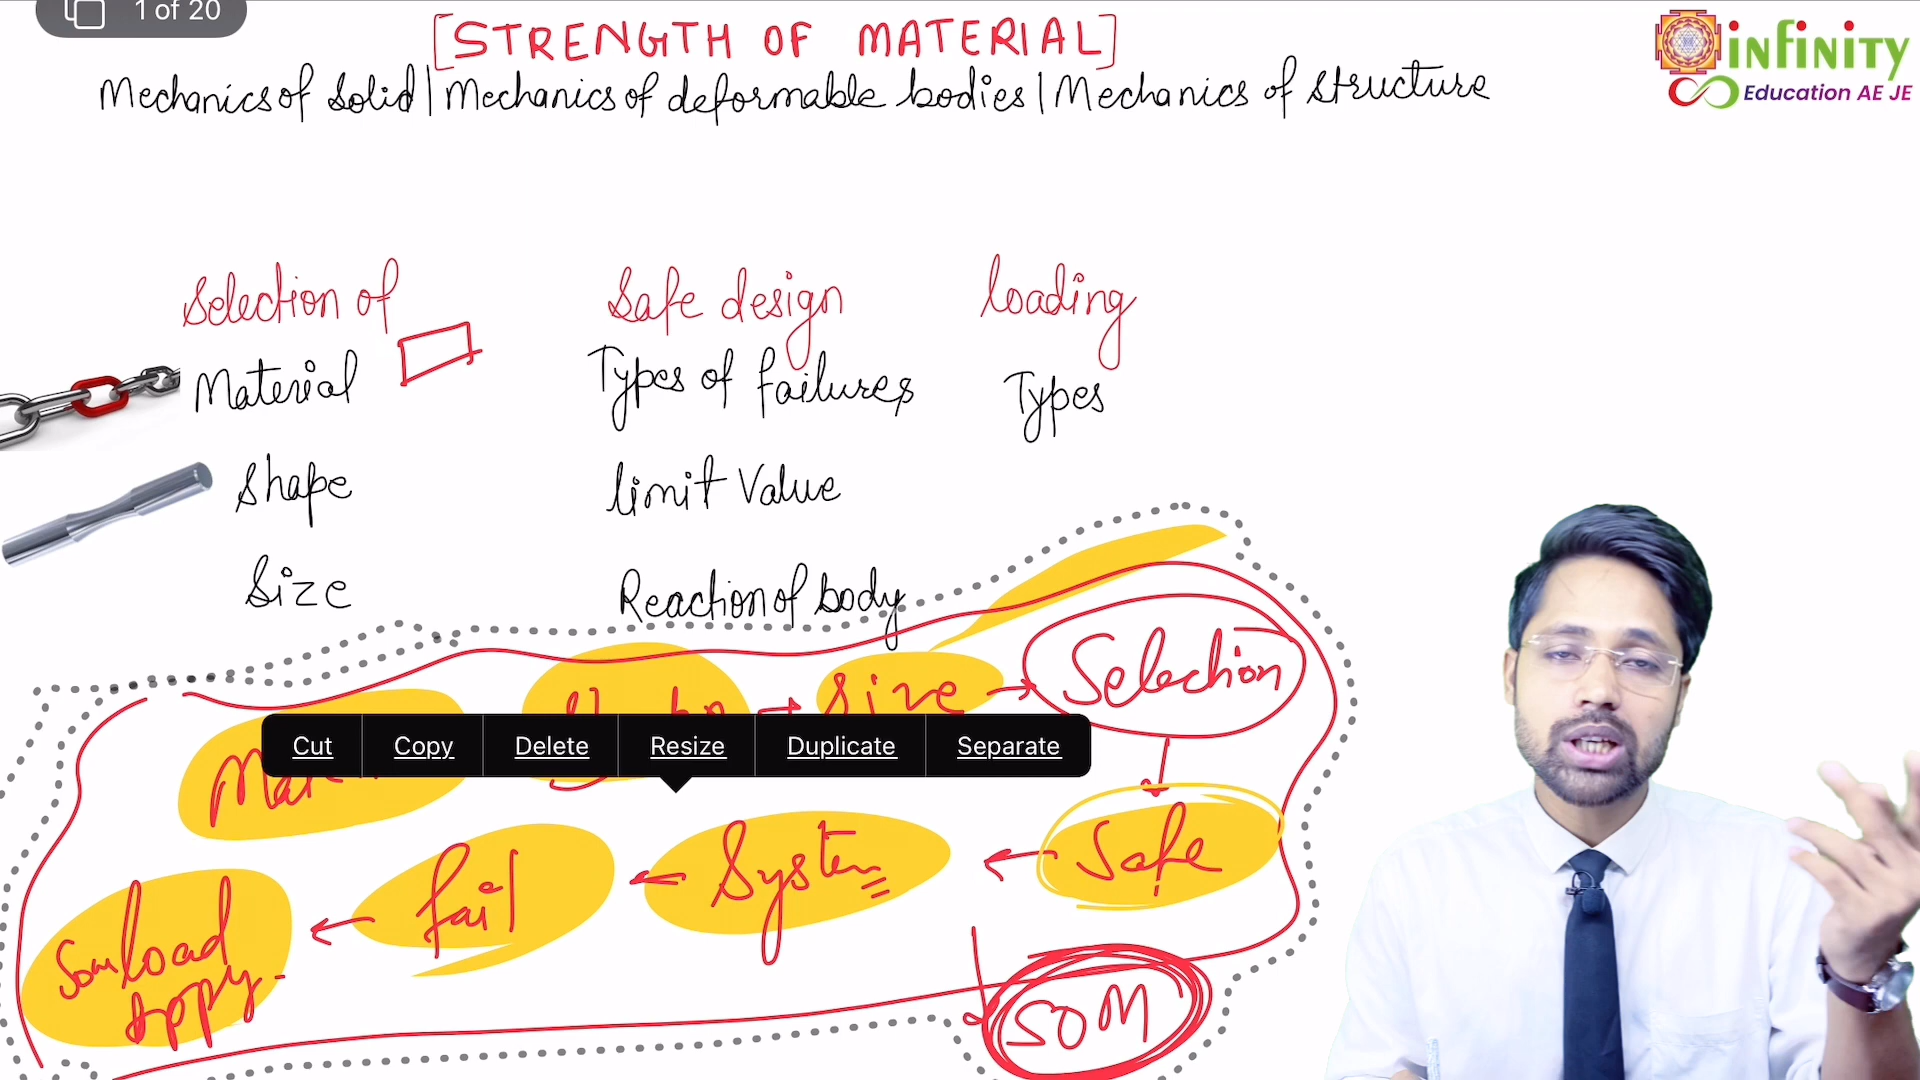 1 of 20
[STRENGTH OF MATERIAL]
Mechanics of Solid | Mechanics of deformable bodies | Mechanics of structure
infinity
Education AE JE
Selection of
Safe design
loading
Material
Types of failures
Types
Shape
limit Value
Size
Reaction of body
Size → Selection
Cut Copy Delete Resize Duplicate Separate
Safe
← System
← fail
← load
Apply
SOM